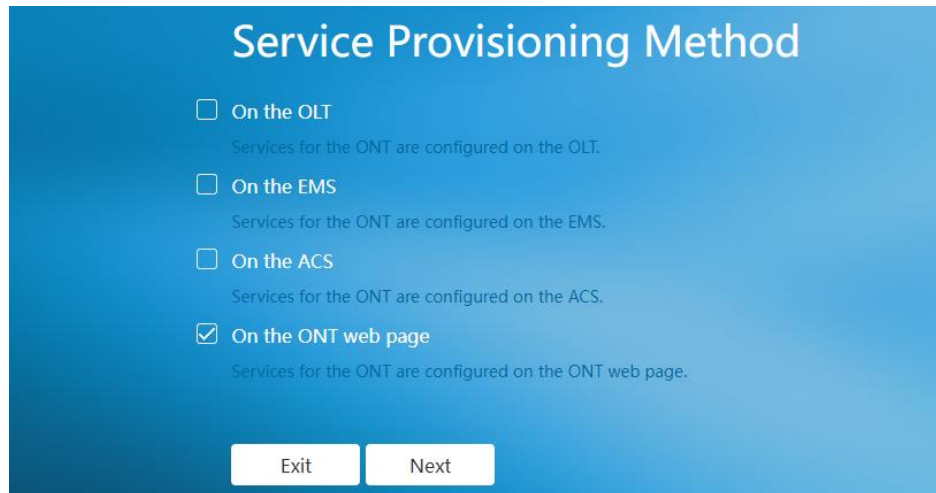 Service Provisioning Method
On the OLT
Services for the ONT are configured on the OLT.
On the EMS
Services for the ONT are configured on the EMS.
On the ACS
Services for the ONT are configured on the ACS.
On the ONT web page
Services for the ONT are configured on the ONT web page.
Exit Next